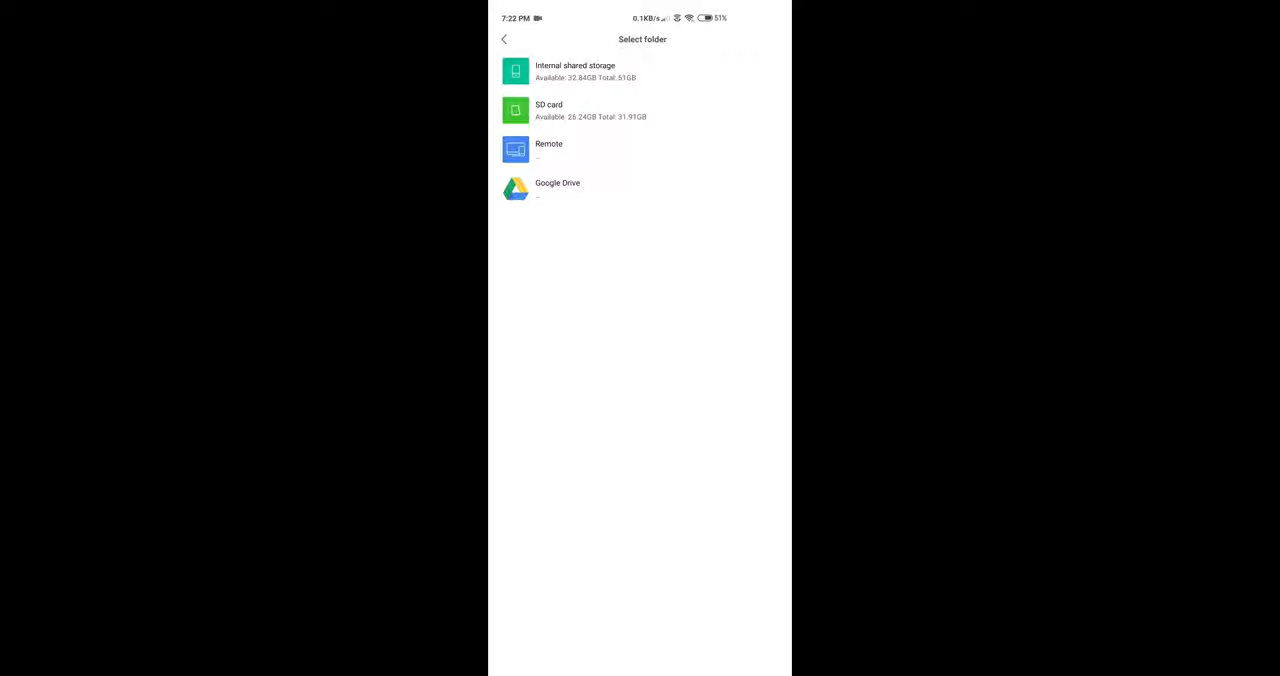 7:22 PM 0.1KB/s 51%
Select folder
Internal shared storage
Available: 32.84GB Total: 51GB
SD card
Available: 26.24GB Total: 31.91GB
Remote
--
Google Drive
--